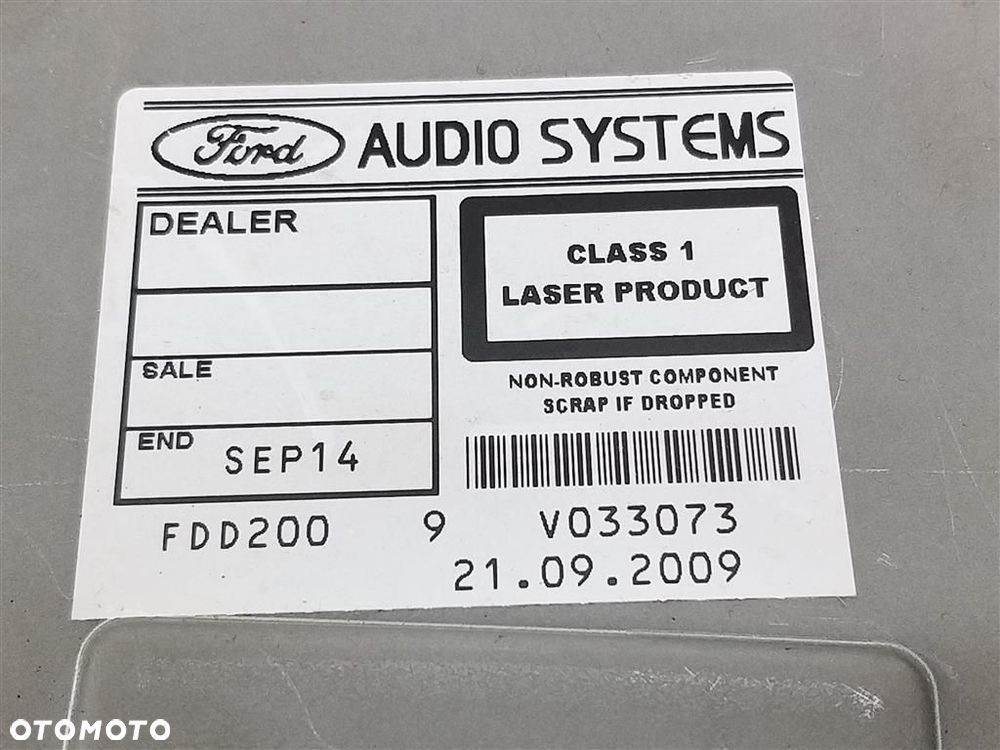 Ford AUDIO SYSTEMS
DEALER
SALE
END SEP14
CLASS 1
LASER PRODUCT
NON-ROBUST COMPONENT
SCRAP IF DROPPED
FDD200 9 V033073
21.09.2009
OTOMOTO